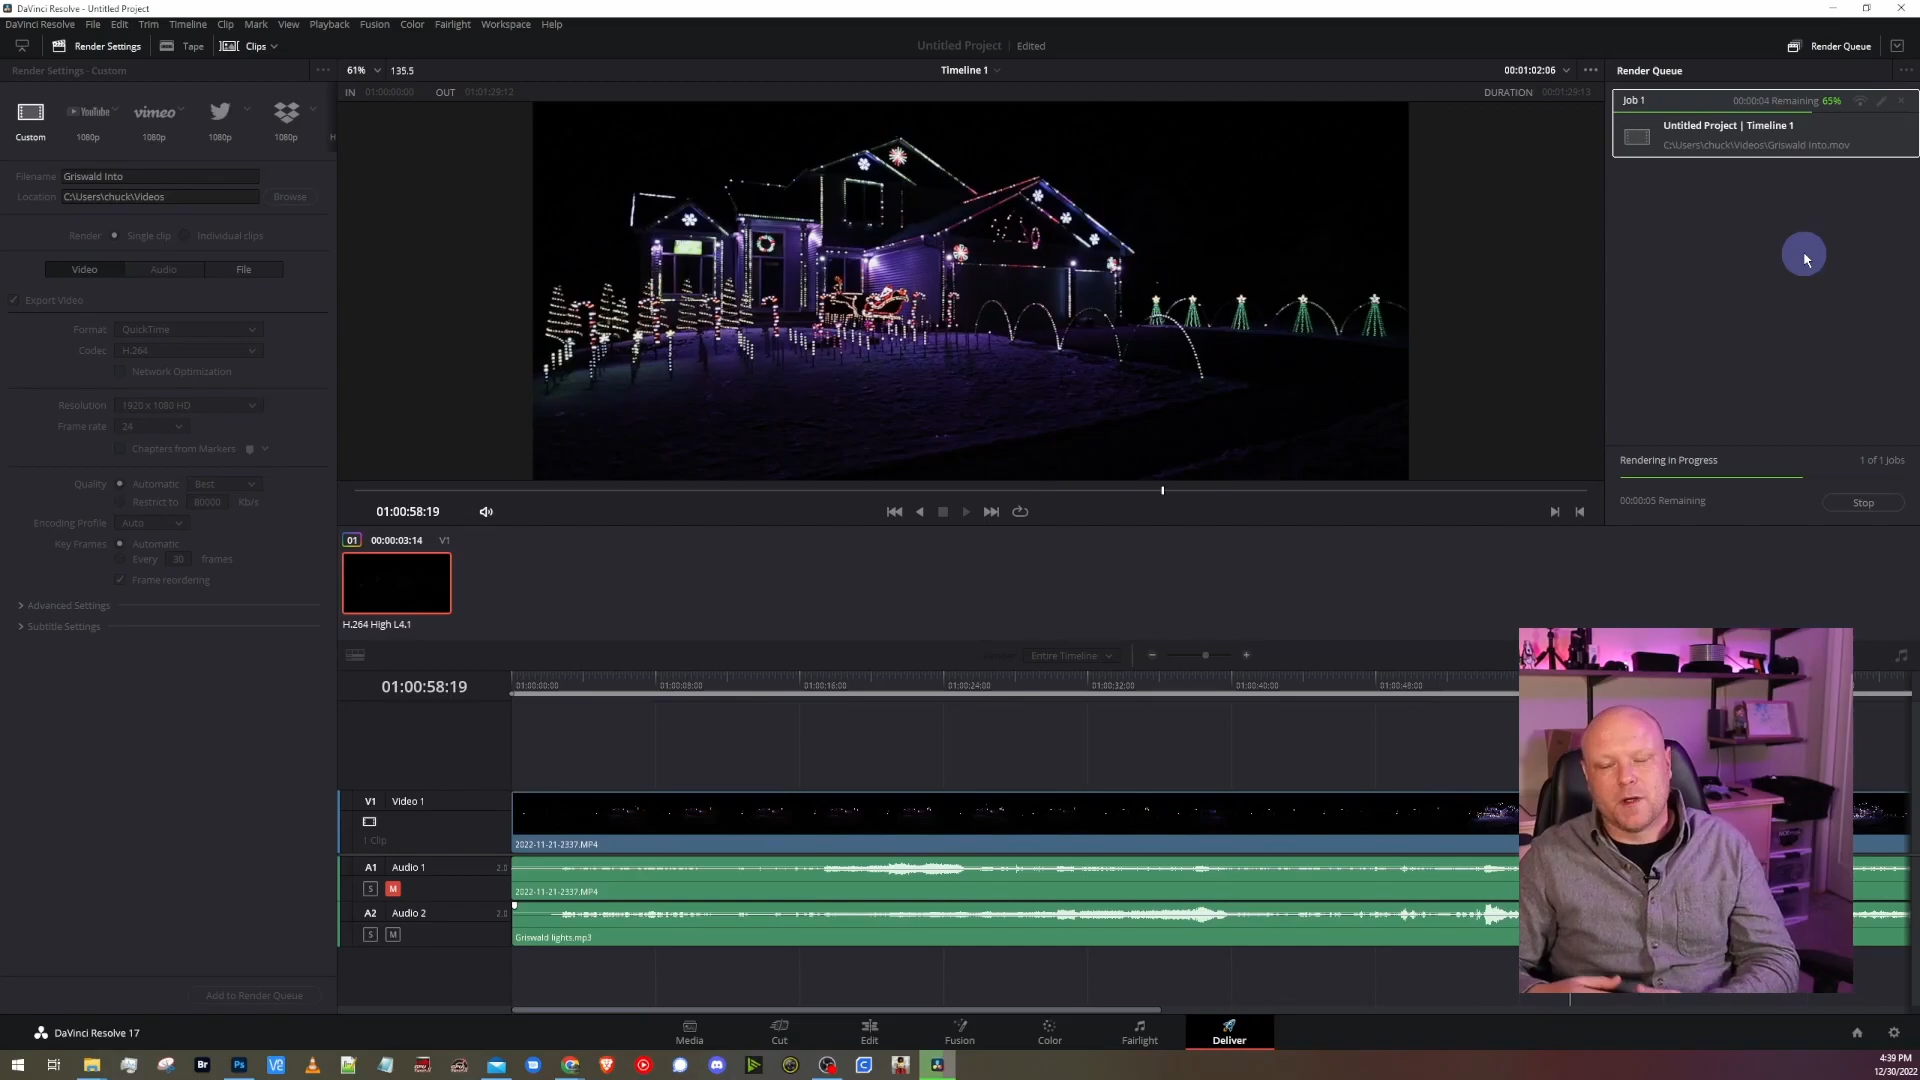 DaVinci Resolve - Untitled Project
DaVinci Resolve File Edit Trim Timeline Clip Mark View Playback Fusion Color Fairlight Workspace Help
Render Settings Tape Clips
Untitled Project Edited
Render Queue
Render Settings - Custom
61% 135.5
Timeline 1
00:01:02:06
Render Queue
IN 01:00:00:00 OUT 01:01:29:12
DURATION 00:01:29:13
Job 1 00:00:04 Remaining 65%
Untitled Project | Timeline 1
C:\Users\chuck\Videos\Griswald Into.mov
YouTube vimeo
Custom 1080p 1080p 1080p 1080p H
Filename Griswald Into
Location C:\Users\chuck\Videos Browse
Render Single clip Individual clips
Video Audio File
Export Video
Format QuickTime
Codec H.264
Network Optimization
Resolution 1920 x 1080 HD
Frame rate 24
Chapters from Markers
Quality Automatic Best
Restrict to 80000 Kb/s
Encoding Profile Auto
Key Frames Automatic
Every 30 frames
Frame reordering
Advanced Settings
Subtitle Settings
Add to Render Queue
Rendering in Progress 1 of 1 Jobs
00:00:05 Remaining Stop
01:00:58:19
01 00:00:03:14 V1
H.264 High L4.1
Entire Timeline
01:00:58:19
01:00:00:00 01:00:08:00 01:00:16:00 01:00:24:00 01:00:32:00 01:00:40:00 01:00:48:00
V1 Video 1
1 Clip
2022-11-21-2337.MP4
A1 Audio 1 2.0
S M
2022-11-21-2337.MP4
A2 Audio 2 2.0
S M
Griswald lights.mp3
DaVinci Resolve 17
Media Cut Edit Fusion Color Fairlight Deliver
Br Ps
4:39 PM
12/30/2022